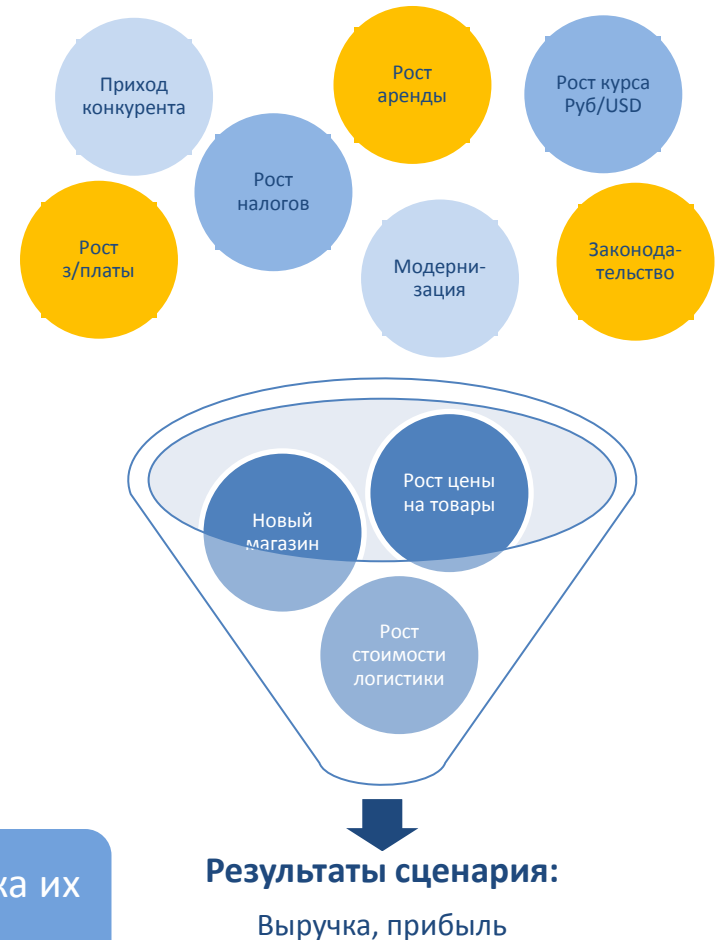 Приход
конкурента
Рост
аренды
Рост курса
Руб/USD
Рост
налогов
Рост
з/платы
Модерни-
зация
Законода-
тельство
Рост цены
на товары
Новый
магазин
Рост
стоимости
логистики
их
Результаты сценария:
Выручка, прибыль